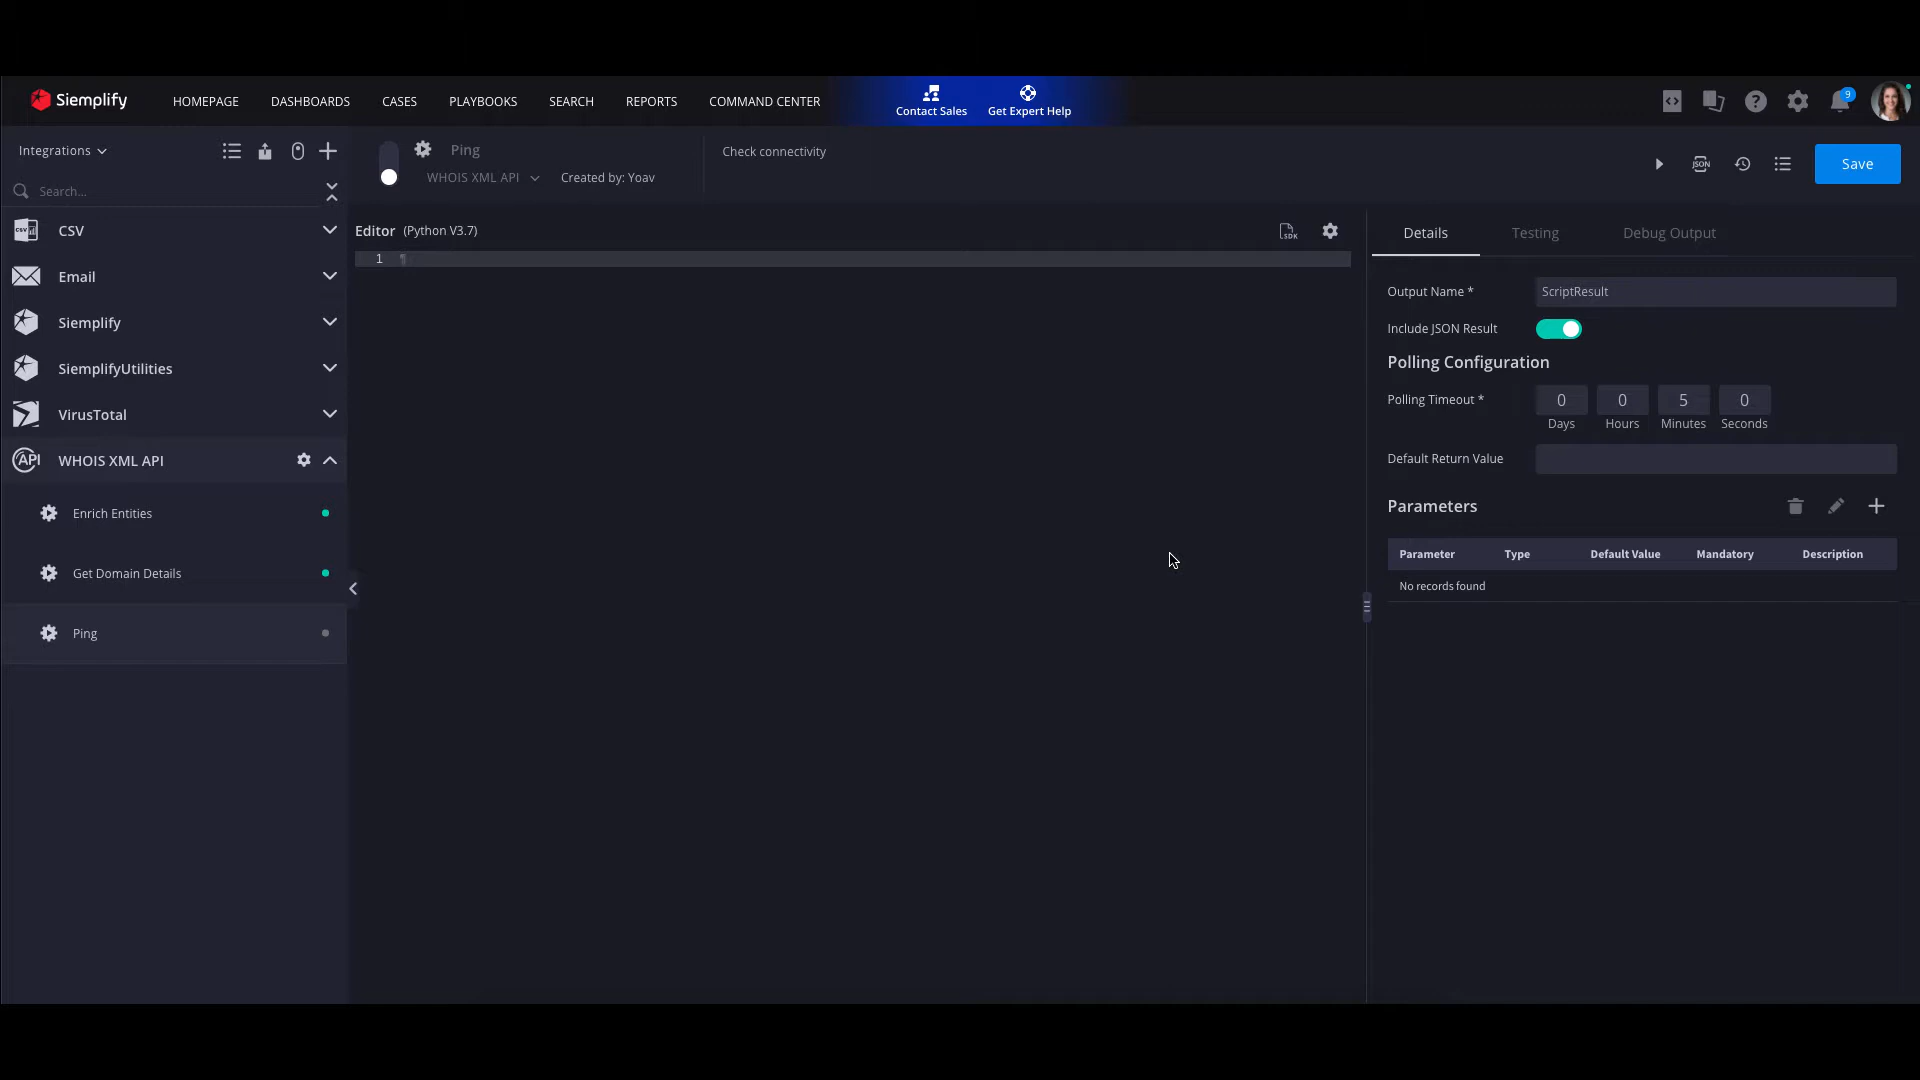 Siemplify HOMEPAGE DASHBOARDS CASES PLAYBOOKS SEARCH REPORTS COMMAND CENTER Contact Sales Get Expert Help 9
Integrations
Search...
CSV
Email
Siemplify
SiemplifyUtilities
VirusTotal
API WHOIS XML API
Enrich Entities
Get Domain Details
Ping
Ping
WHOIS XML API Created by: Yoav
Check connectivity
JSON
Save
Editor (Python V3.7)
SDK
1 ¶
Details Testing Debug Output
Output Name * ScriptResult
Include JSON Result
Polling Configuration
Polling Timeout * 0 0 5 0
Days Hours Minutes Seconds
Default Return Value
Parameters
Parameter Type Default Value Mandatory Description
No records found